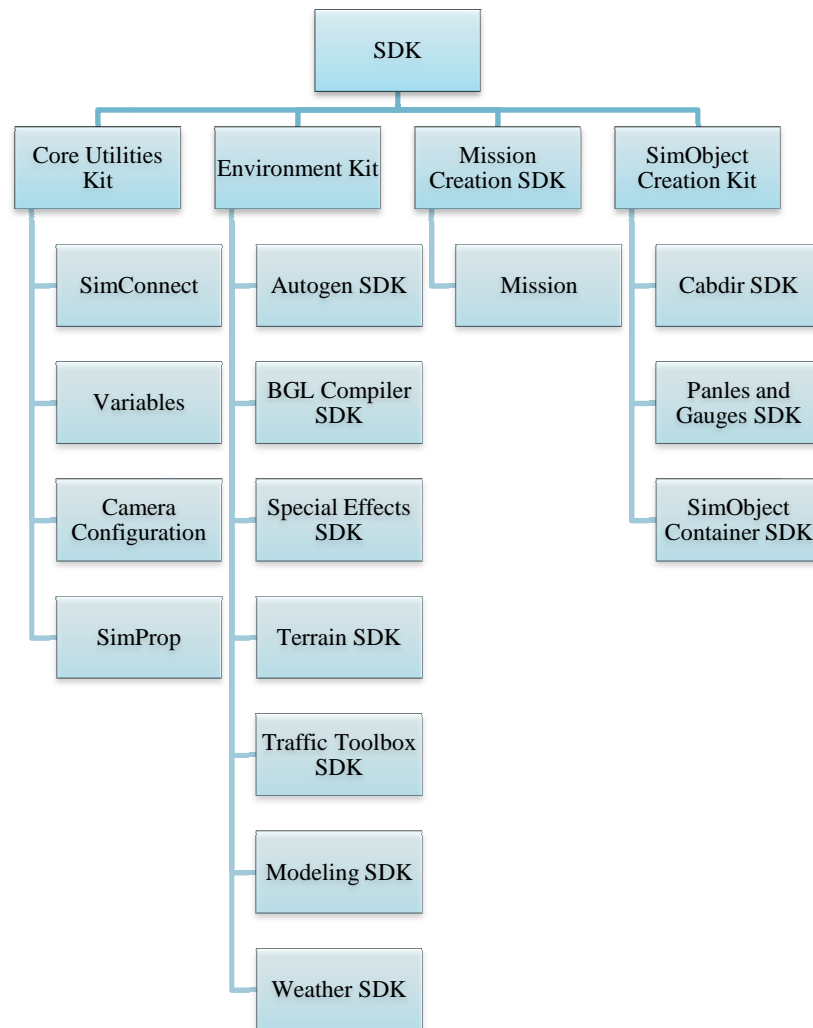 SDK
Core Utilities
Kit
Environment Kit
Mission
Creation SDK
SimObject
Creation Kit
SimConnect
Autogen SDK
Mission
Cabdir SDK
Variables
BGL Compiler
SDK
Panles and
Gauges SDK
Camera
Configuration
Special Effects
SDK
SimObject
Container SDK
SimProp
Terrain SDK
Traffic Toolbox
SDK
Modeling SDK
Weather SDK